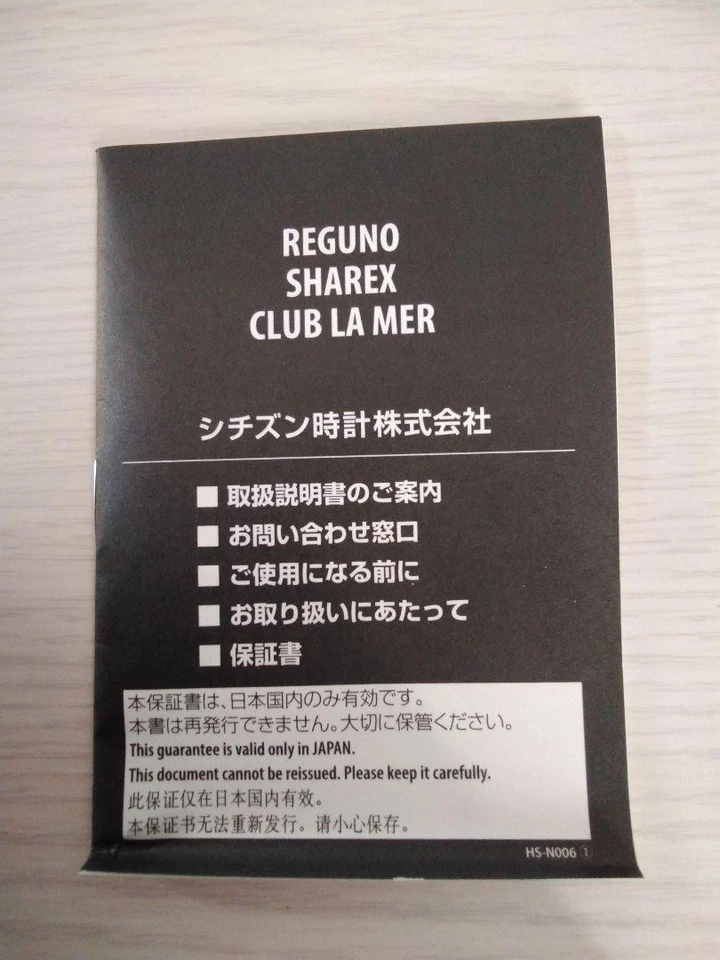 REGUNO
SHAREX
CLUB LA MER
シチズン時計株式会社
■ 取扱説明書のご案内
■ お問い合わせ窓口
■ ご使用になる前に
■ お取り扱いにあたって
■ 保証書
本保証書は、日本国内のみ有効です。
本書は再発行できません。大切に保管ください。
This guarantee is valid only in JAPAN.
This document cannot be reissued. Please keep it carefully.
此保证仅在日本国内有效。
本保证书无法重新发行。请小心保存。
HS-N006 ①